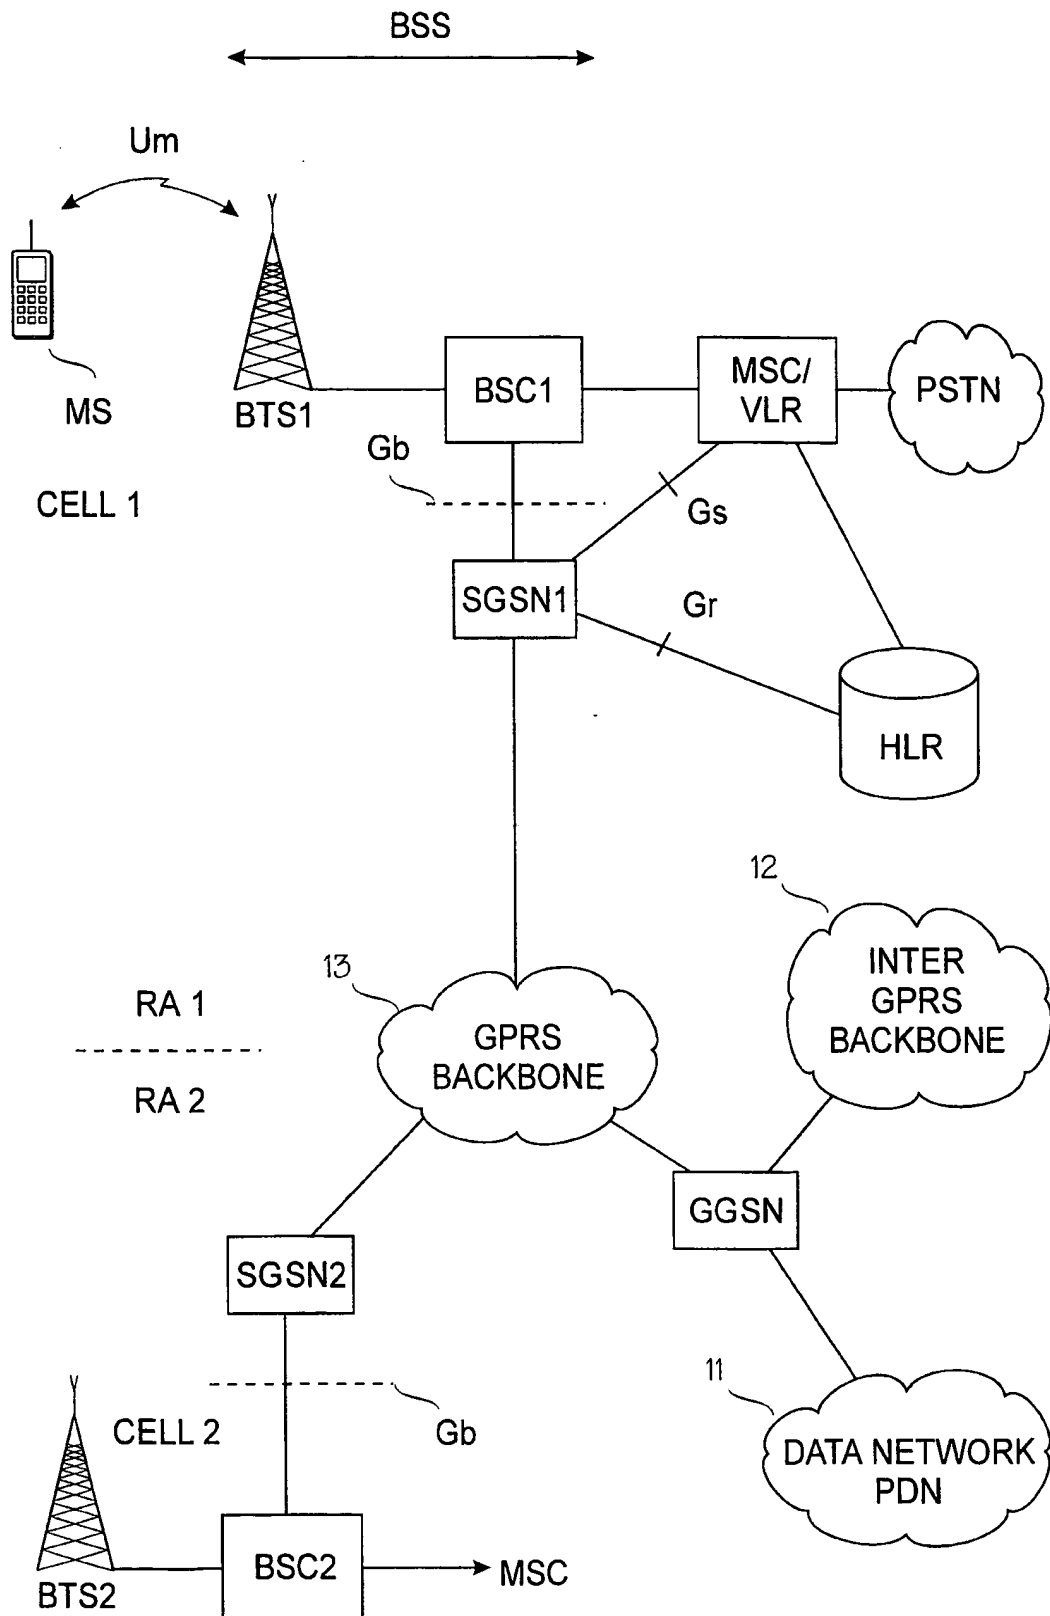 BSS
Um
MS
BTS1
BSC1
MSC/
VLR
PSTN
CELL 1
Gb
Gs
SGSN1
Gr
HLR
12
INTER
GPRS
BACKBONE
13
GPRS
BACKBONE
RA 1
RA 2
GGSN
SGSN2
11
DATA NETWORK
PDN
CELL 2
Gb
BTS2
BSC2
MSC